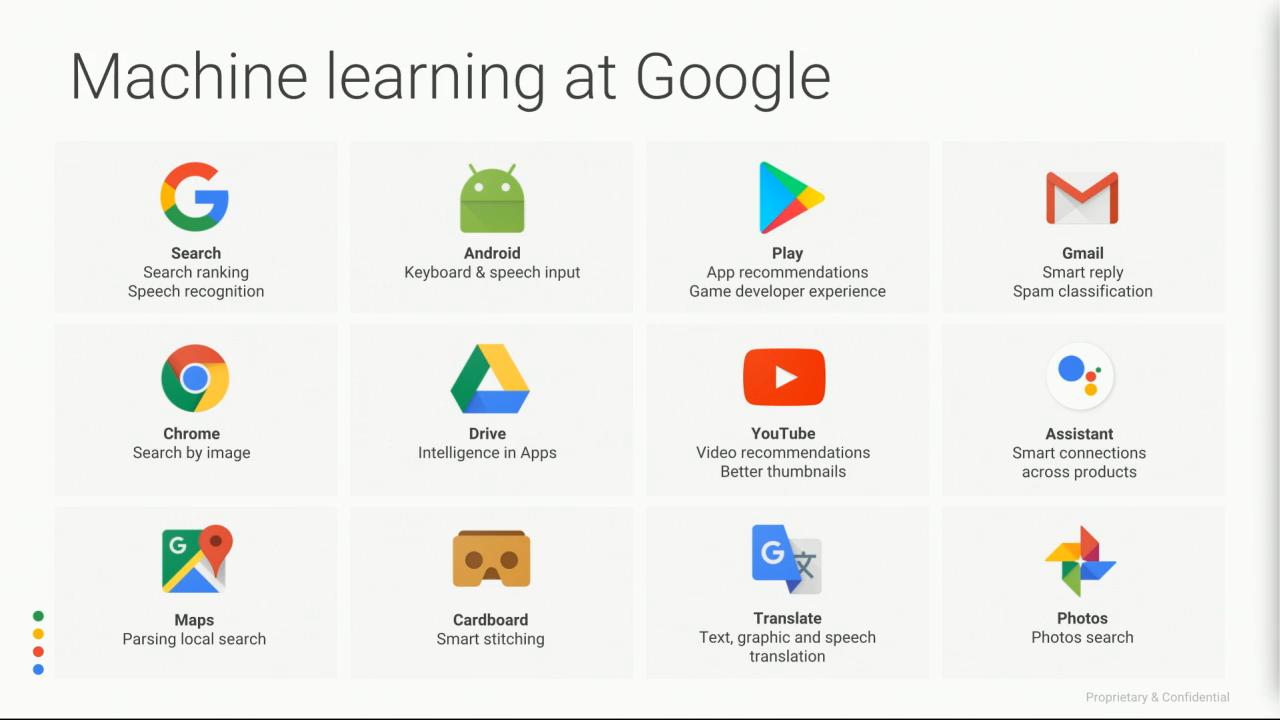 Machine learning at Google
Search
Search ranking
Speech recognition
Android
Keyboard & speech input
Play
App recommendations
Game developer experience
Gmail
Smart reply
Spam classification
Chrome
Search by image
Drive
Intelligence in Apps
YouTube
Video recommendations
Better thumbnails
Assistant
Smart connections
across products
G
Maps
Parsing local search
Cardboard
Smart stitching
G
文
Translate
Text, graphic and speech
translation
Photos
Photos search
Proprietary & Confidential